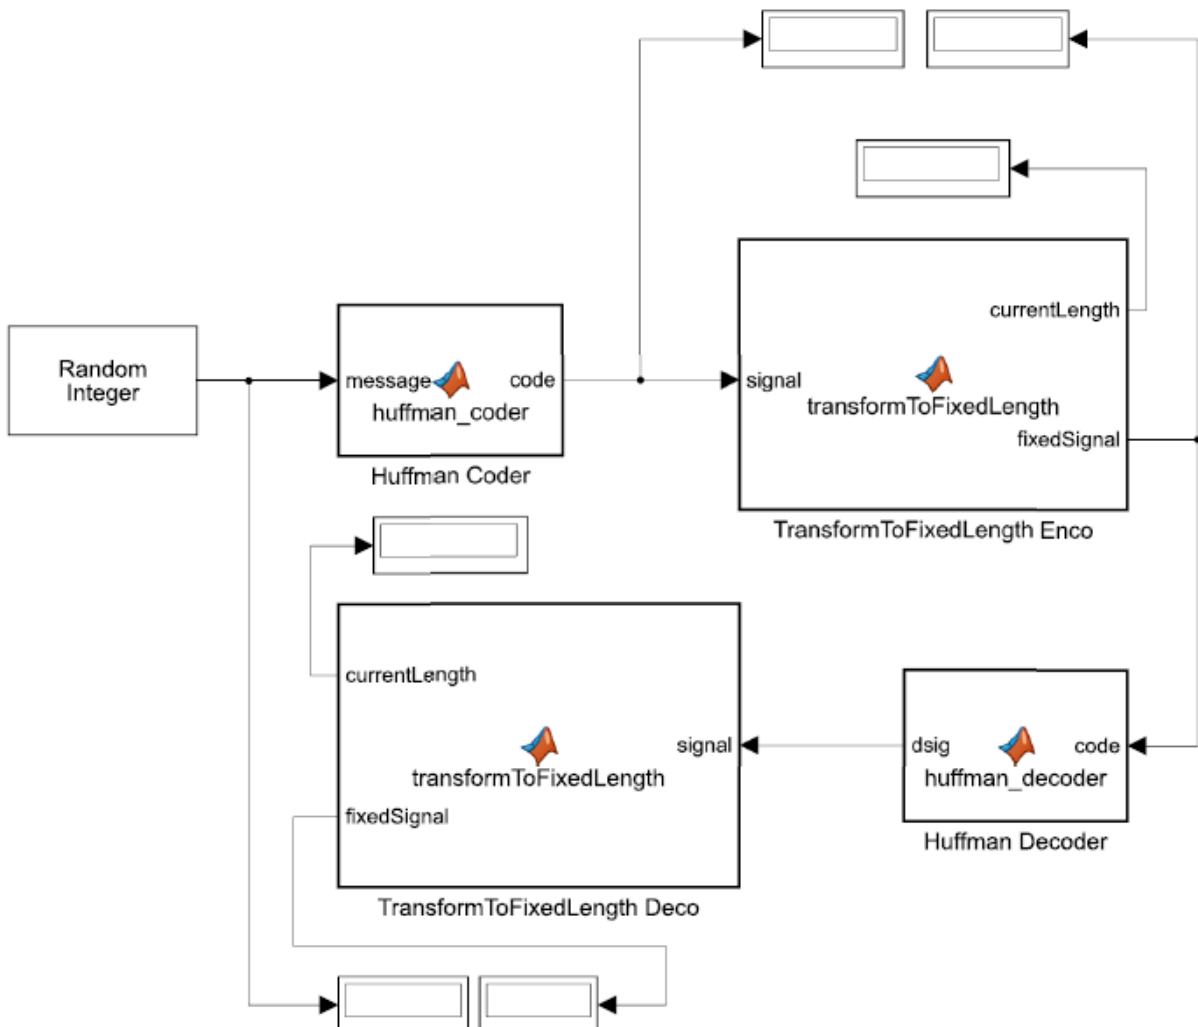 currentLength
Random
Integer
message
code
huffman_coder
Huffman Coder
signal
transformToFixedLength
fixedSignal
TransformToFixedLength Enco
currentLength
signal
transformToFixedLength
fixedSignal
TransformToFixedLength Deco
dsig
code
huffman_decoder
Huffman Decoder